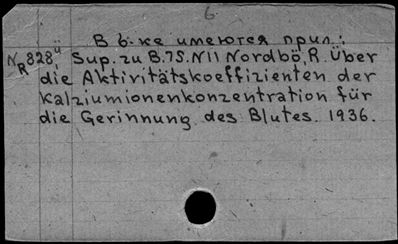 6
В б-ке имеются прил.:
N 828 ü Sup. zu B.75.N11 Nordbö, R. Über
R die Aktivitätskoeffizienten der
Kalziumionenkonzentration für
die Gerinnung des Blutes. 1936.